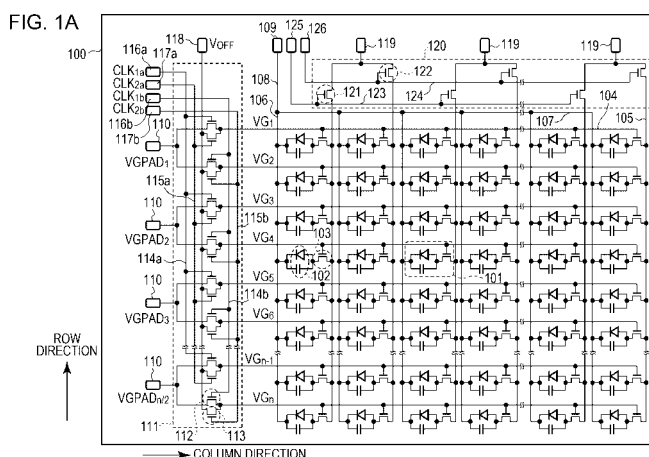 FIG. 1A
100
116a
117a
118
VOFF
109
125
126
119
120
119
119
CLK1a
CLK2a
CLK1b
CLK2b
116b
117b
110
108
106
121
123
122
124
107
104
105
VG1
VGPAD1
VG2
110
115a
VG3
115b
VGPAD2
VG4
103
114a
102
101
110
VG5
114b
VGPAD3
VG6
ROW
DIRECTION
110
VGn-1
VGPADn/2
VGn
111
112
113
COLUMN DIRECTION